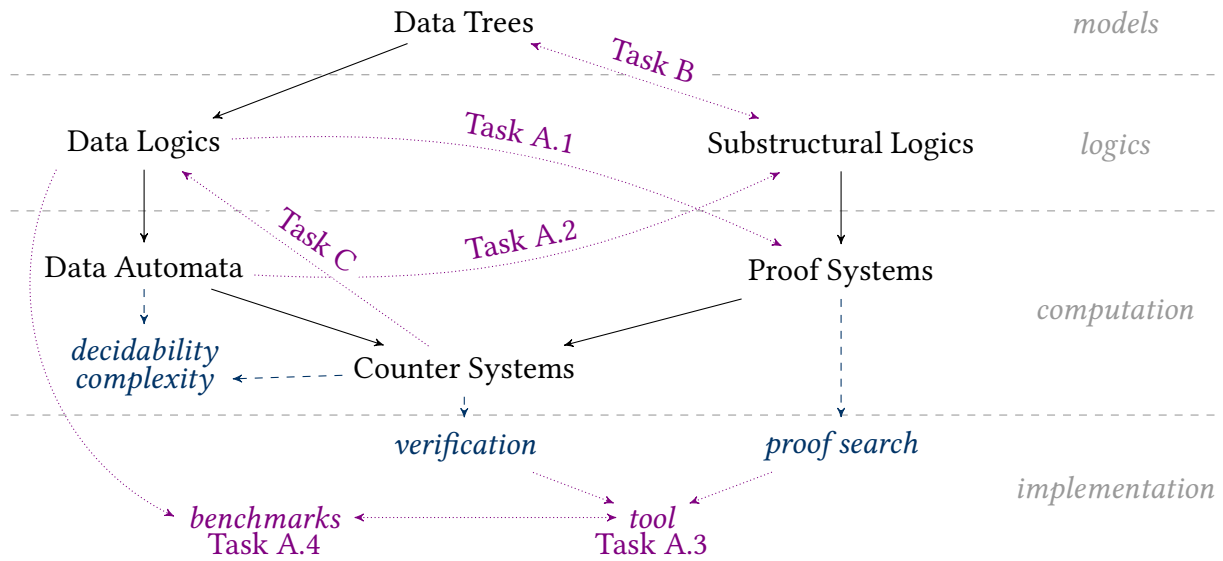 Data Trees
models
Task B
Data Logics
Task A.1
Substructural Logics
logics
Task C
Task A.2
Data Automata
Proof Systems
computation
decidability
complexity
Counter Systems
verification
proof search
implementation
benchmarks
Task A.4
tool
Task A.3